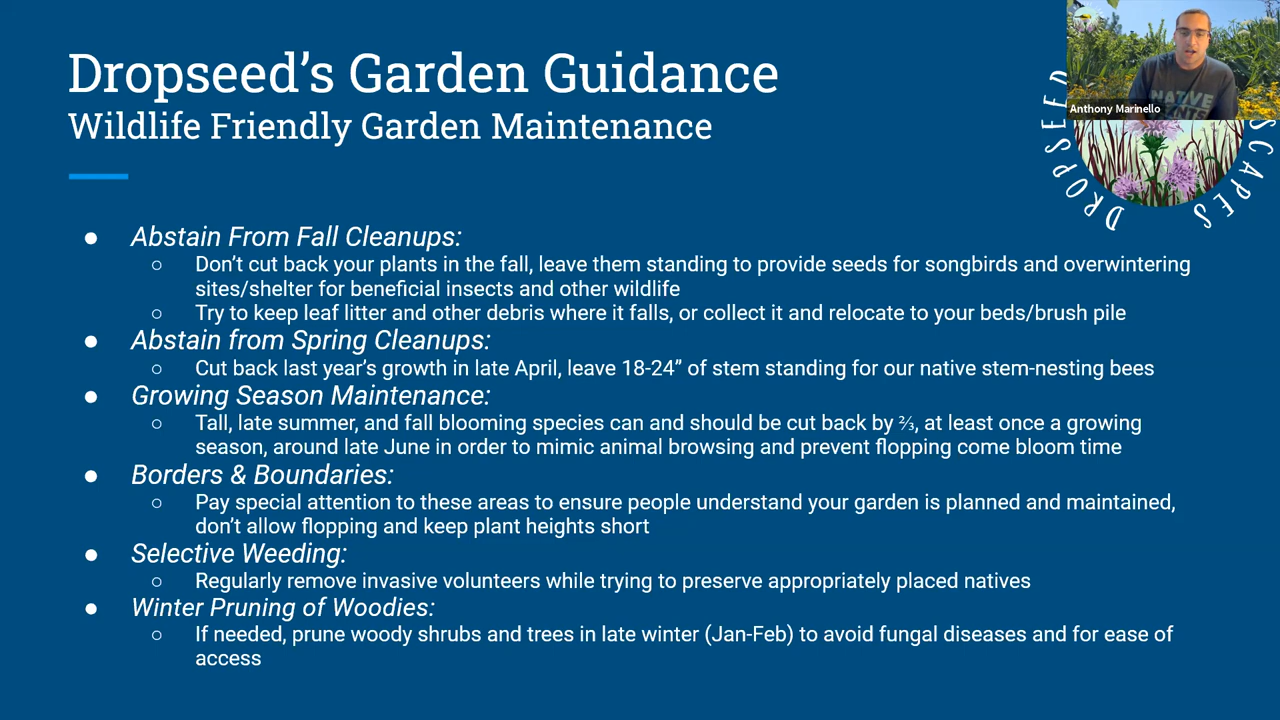 Dropseed’s Garden Guidance
Wildlife Friendly Garden Maintenance
NATIVE
PLANTS
Anthony Marinello
DROPSEED
SCAPES
● Abstain From Fall Cleanups:
○ Don’t cut back your plants in the fall, leave them standing to provide seeds for songbirds and overwintering
sites/shelter for beneficial insects and other wildlife
○ Try to keep leaf litter and other debris where it falls, or collect it and relocate to your beds/brush pile
● Abstain from Spring Cleanups:
○ Cut back last year’s growth in late April, leave 18-24” of stem standing for our native stem-nesting bees
● Growing Season Maintenance:
○ Tall, late summer, and fall blooming species can and should be cut back by ⅔, at least once a growing
season, around late June in order to mimic animal browsing and prevent flopping come bloom time
● Borders & Boundaries:
○ Pay special attention to these areas to ensure people understand your garden is planned and maintained,
don’t allow flopping and keep plant heights short
● Selective Weeding:
○ Regularly remove invasive volunteers while trying to preserve appropriately placed natives
● Winter Pruning of Woodies:
○ If needed, prune woody shrubs and trees in late winter (Jan-Feb) to avoid fungal diseases and for ease of
access